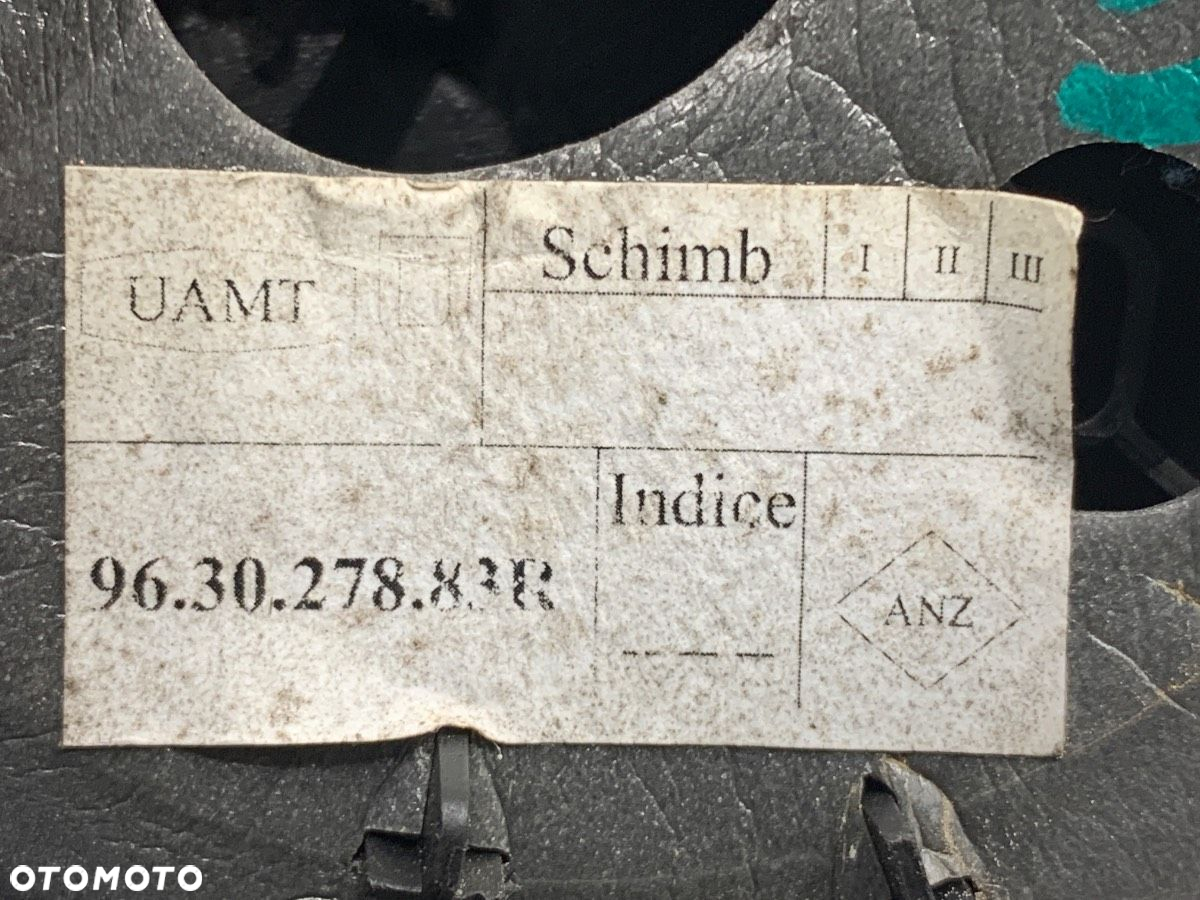 UAMT
Schimb I II III
Indice
96.30.278.83R
ANZ
OTOMOTO